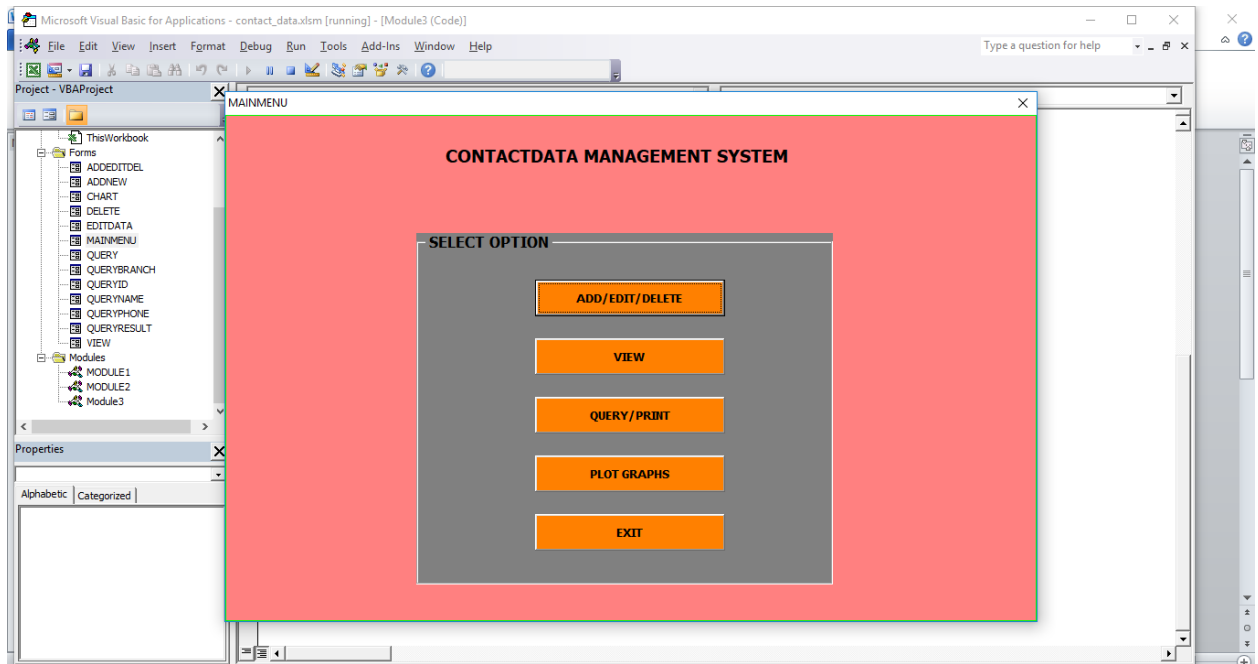 Microsoft Visual Basic for Applications - contact_data.xlsm [running] - [Module3 (Code)]
File Edit View Insert Format Debug Run Tools Add-Ins Window Help
Type a question for help
Project - VBAProject
ThisWorkbook
Forms
ADDEDITDEL
ADDNEW
CHART
DELETE
EDITDATA
MAINMENU
QUERY
QUERYBRANCH
QUERYID
QUERYNAME
QUERYPHONE
QUERYRESULT
VIEW
Modules
MODULE1
MODULE2
Module3
Properties
Alphabetic Categorized
MAINMENU
CONTACTDATA MANAGEMENT SYSTEM
SELECT OPTION
ADD/EDIT/DELETE
VIEW
QUERY/PRINT
PLOT GRAPHS
EXIT